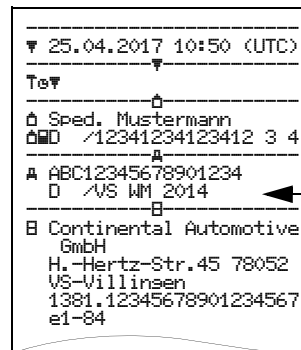 ▼ 25.04.2017 10:50 (UTC)
T⊙▼
Sped. Mustermann
D /12341234123412 3 4
A ABC12345678901234
D /VS WM 2014
Continental Automotive
GmbH
H.-Hertz-Str.45 78052
VS-Villingen
1381.12345678901234567
e1-84